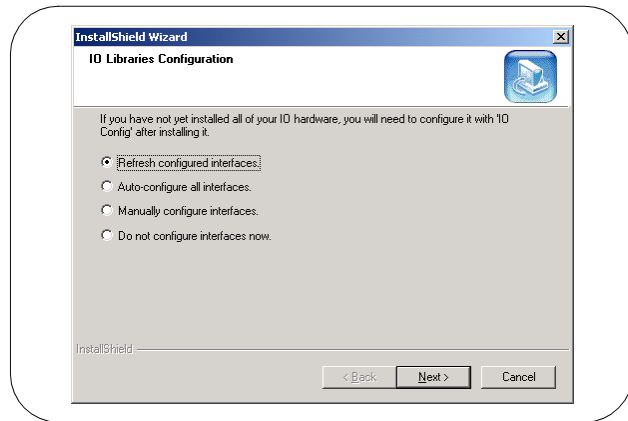 InstallShield Wizard
IO Libraries Configuration
If you have not yet installed all of your IO hardware, you will need to configure it with 'IO
Config' after installing it.
Refresh configured interfaces.
Auto-configure all interfaces.
Manually configure interfaces.
Do not configure interfaces now.
InstallShield
< Back
Next >
Cancel